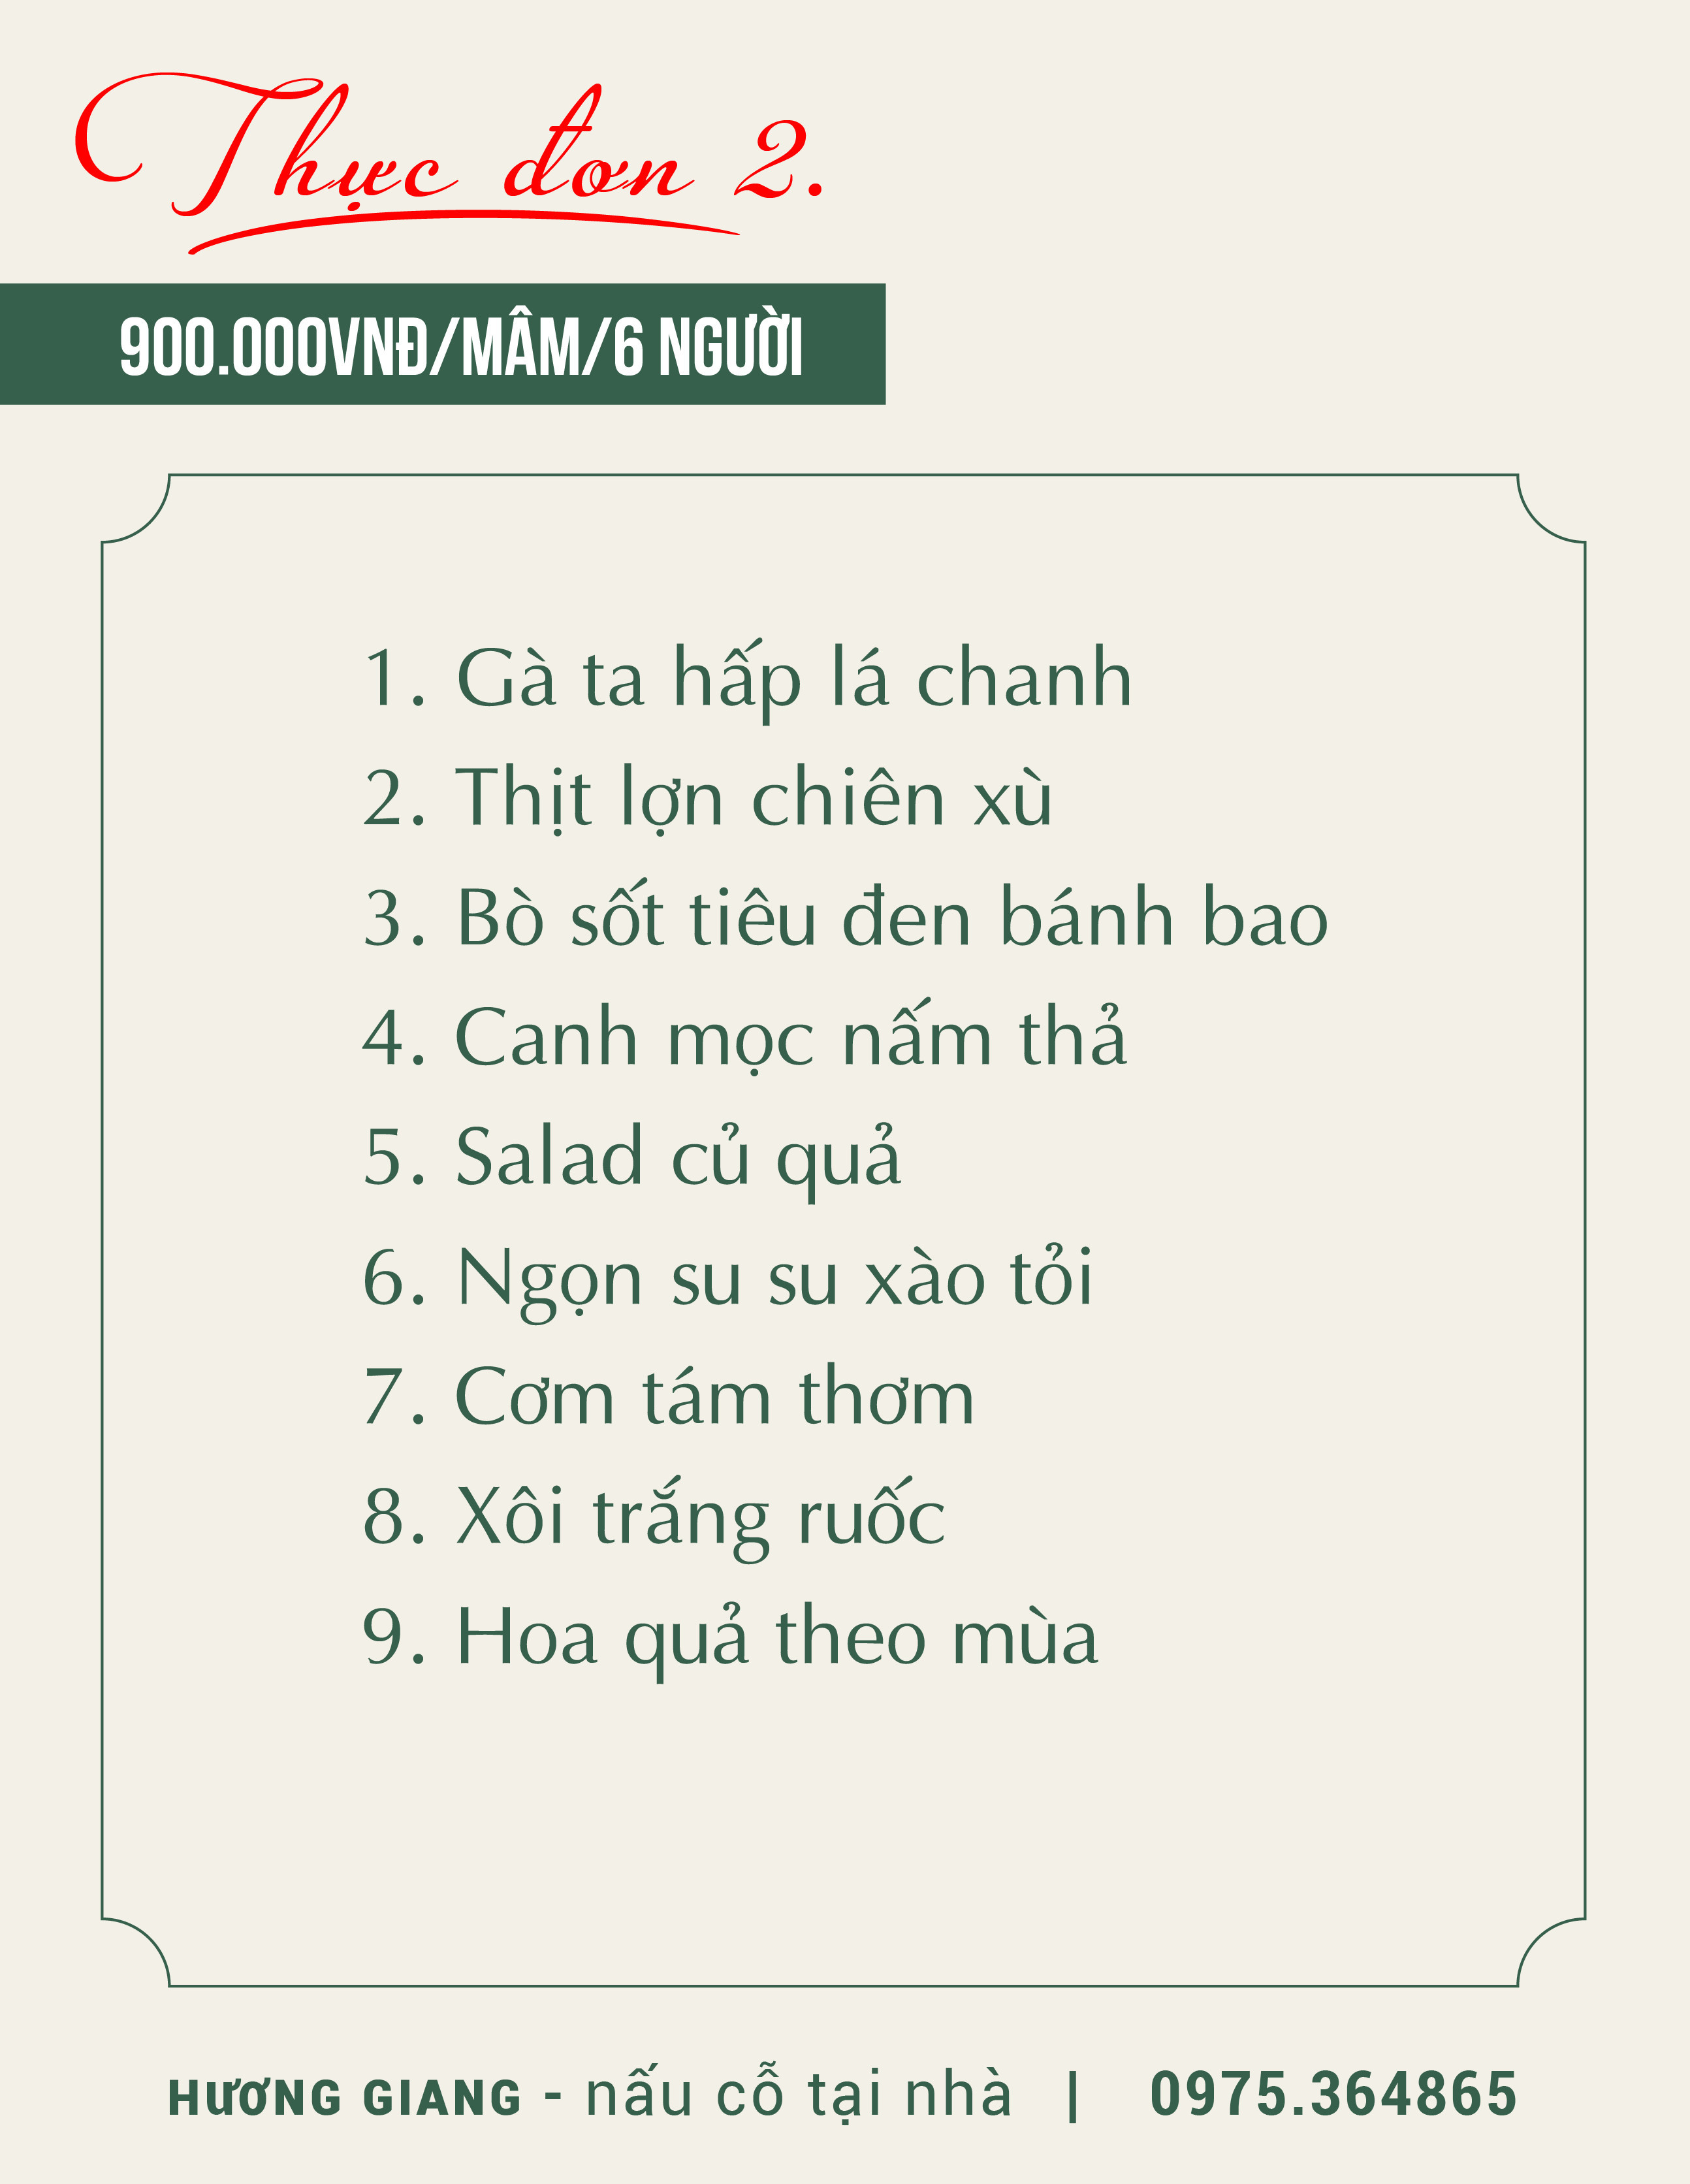 Thực đơn 2.
900.000VNĐ/MÂM/6 NGƯỜI
1. Gà ta hấp lá chanh
2. Thịt lợn chiên xù
3. Bò sốt tiêu đen bánh bao
4. Canh mọc nấm thả
5. Salad củ quả
6. Ngọn su su xào tỏi
7. Cơm tám thơm
8. Xôi trắng ruốc
9. Hoa quả theo mùa
HươNG GIANG - nấu cỗ tại nhà | 0975.364865